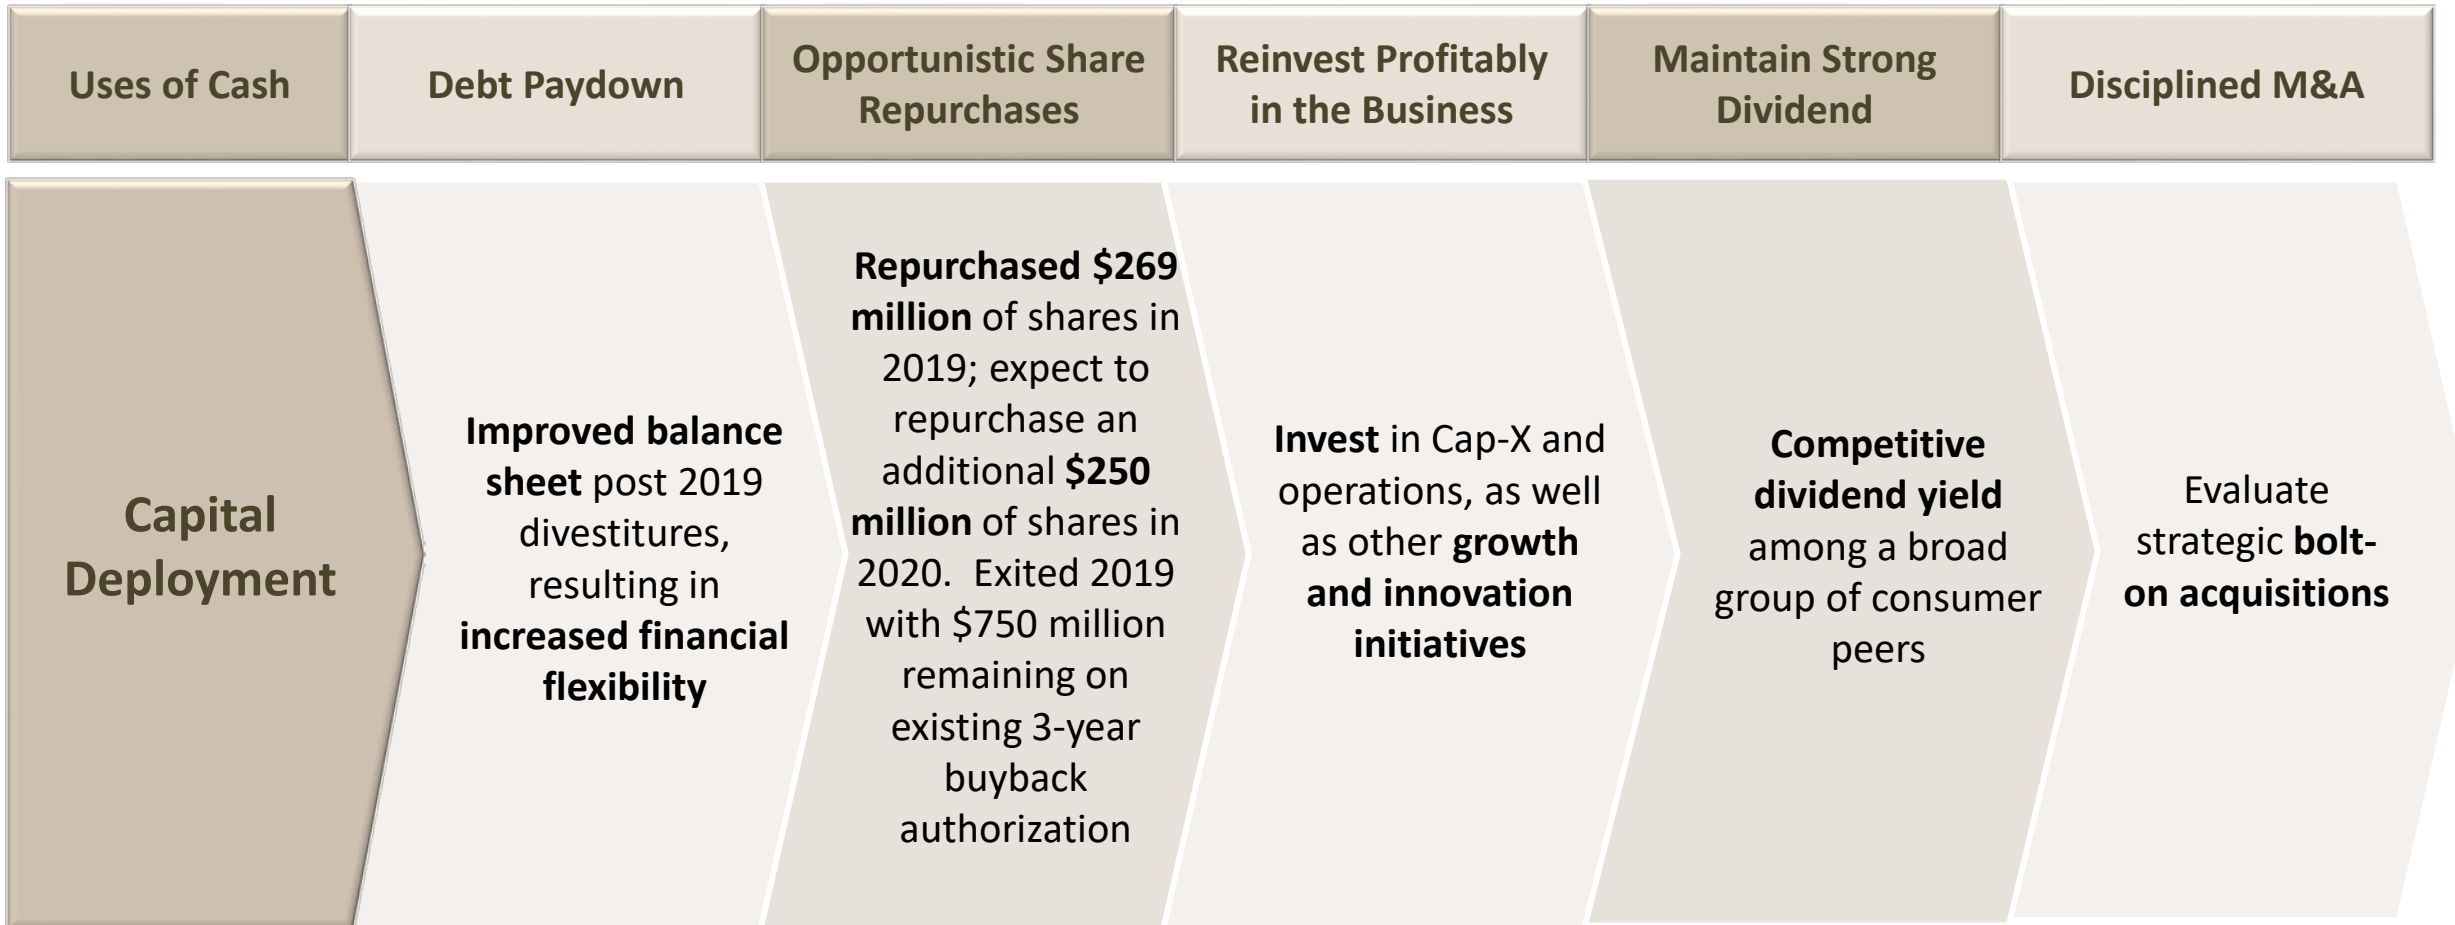 Uses of Cash
Debt Paydown
Opportunistic Share
Repurchases
Reinvest Profitably
in the Business
Maintain Strong
Dividend
Disciplined M&A
Capital
Deployment
Improved balance
sheet post 2019
divestitures,
resulting in
increased financial
flexibility
Repurchased $269
million of shares in
2019; expect to
repurchase an
additional $250
million of shares in
2020.  Exited 2019
with $750 million
remaining on
existing 3-year
buyback
authorization
Invest in Cap-X and
operations, as well
as other growth
and innovation
initiatives
Competitive
dividend yield
among a broad
group of consumer
peers
Evaluate
strategic bolt-
on acquisitions